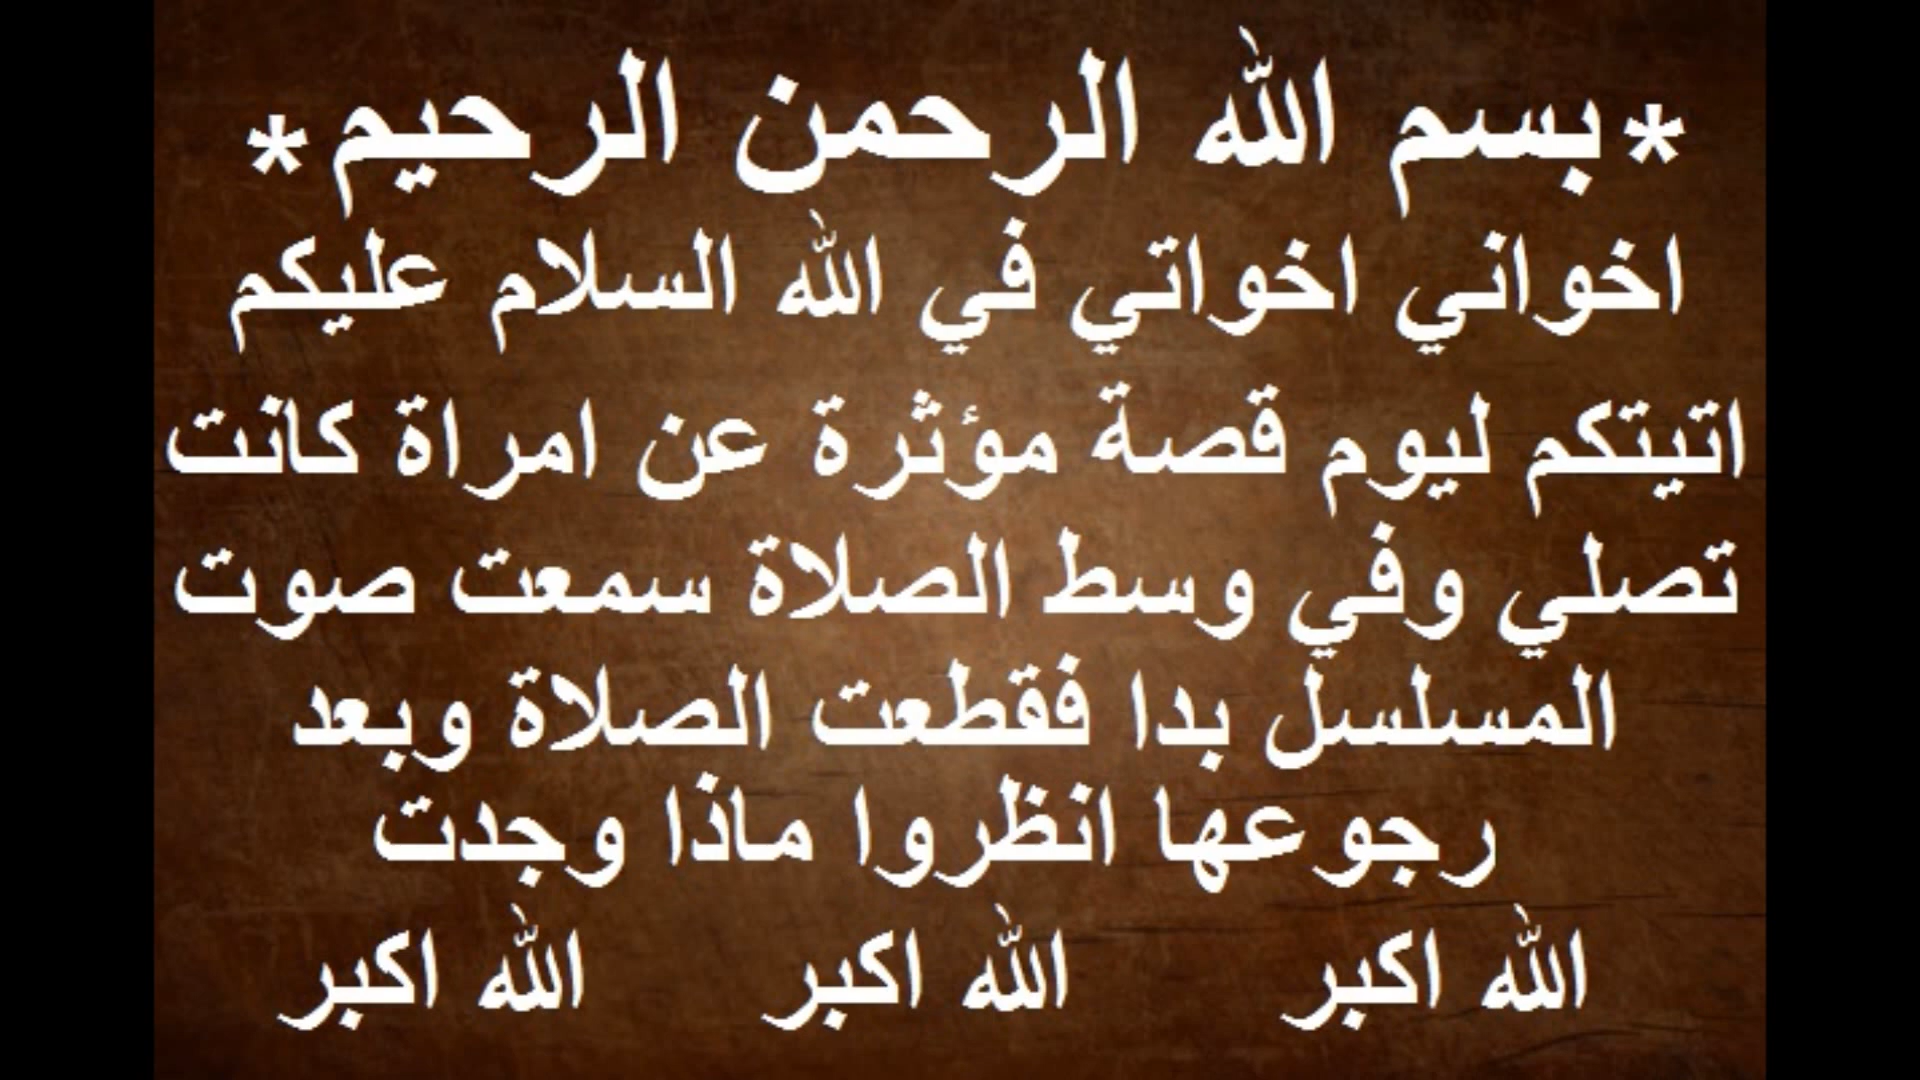 *بسم الله الرحمن الرحيم*
اخواني اخواتي في الله السلام عليكم
اتيتكم ليوم قصة مؤثرة عن امراة كانت
تصلي وفي وسط الصلاة سمعت صوت
المسلسل بدا فقطعت الصلاة وبعد
رجوعها انظروا ماذا وجدت
الله اكبر الله اكبر الله اكبر